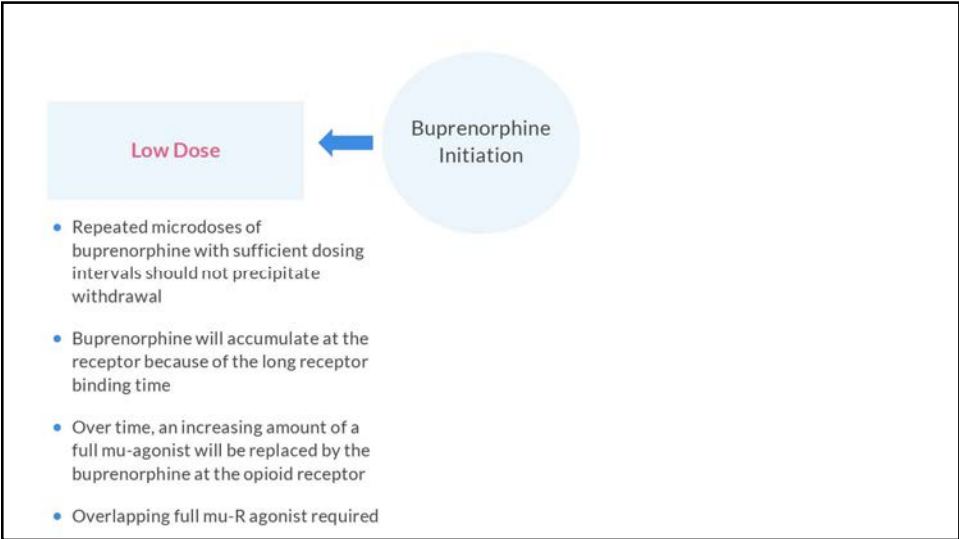 Buprenorphine
Initiation
Low Dose
• Repeated microdoses of
buprenorphine with sufficient dosing
intervals should not precipitate
withdrawal
• Buprenorphine will accumulate at the
receptor because of the long receptor
binding time
• Over time, an increasing amount of a
full mu-agonist will be replaced by the
buprenorphine at the opioid receptor
• Overlapping full mu-R agonist required